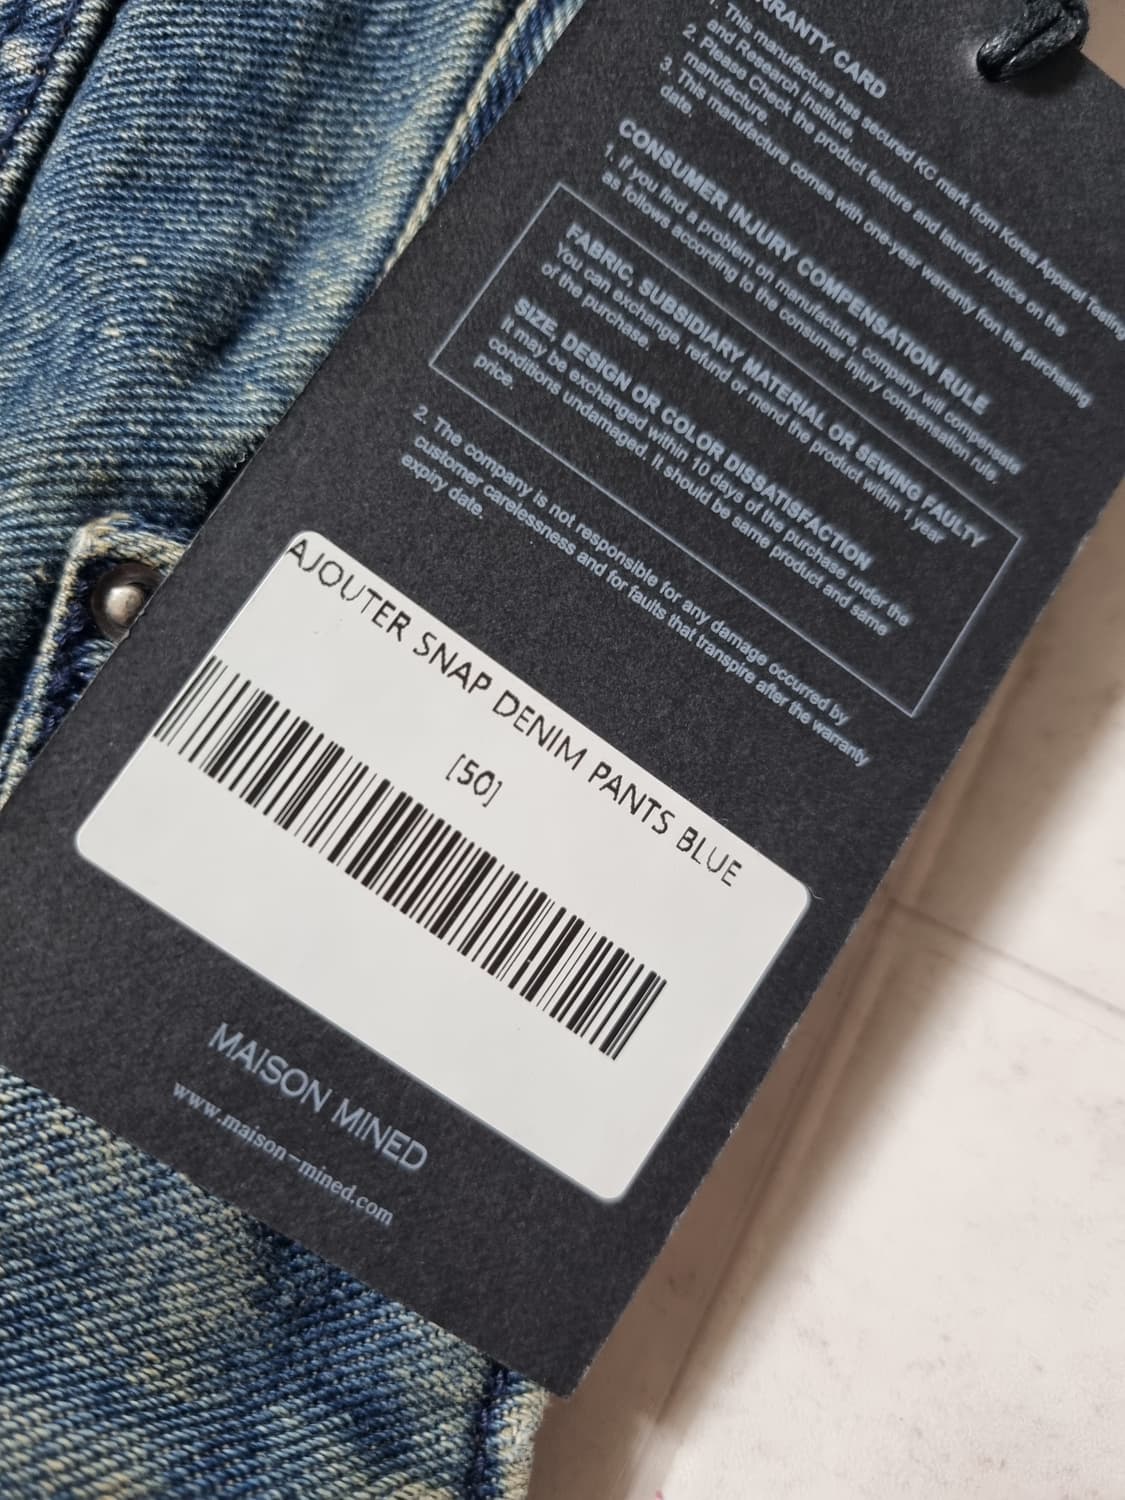 RRANTY CARD
1. This manufacture has secured KC mark from Korea Apparel Testing
and Research Institute.
2. Please Check the product feature and laundry notice on the
manufacture.
3. This manufacture comes with one-year warranty fron the purchasing
date.
CONSUMER INJURY COMPENSATION RULE
1. If you find a problem on manufacture, company will compensate
as follows according to the consumer injury compensation rule.
FABRIC, SUBSIDIARY MATERIAL OR SEWING FAULTY
You can exchange, refund or mend the product within 1 year
of the purchase.
SIZE, DESIGN OR COLOR DISSATISFACTION
It may be exchanged within 10 days of the purchase under the
conditions undamaged, it should be same product and same
price.
2. The company is not responsible for any damage occurred by
customer carelessness and for faults that transpire after the warranty
expiry date.
AJOUTER SNAP DENIM PANTS BLUE
[50]
MAISON MINED
www.maison-mined.com